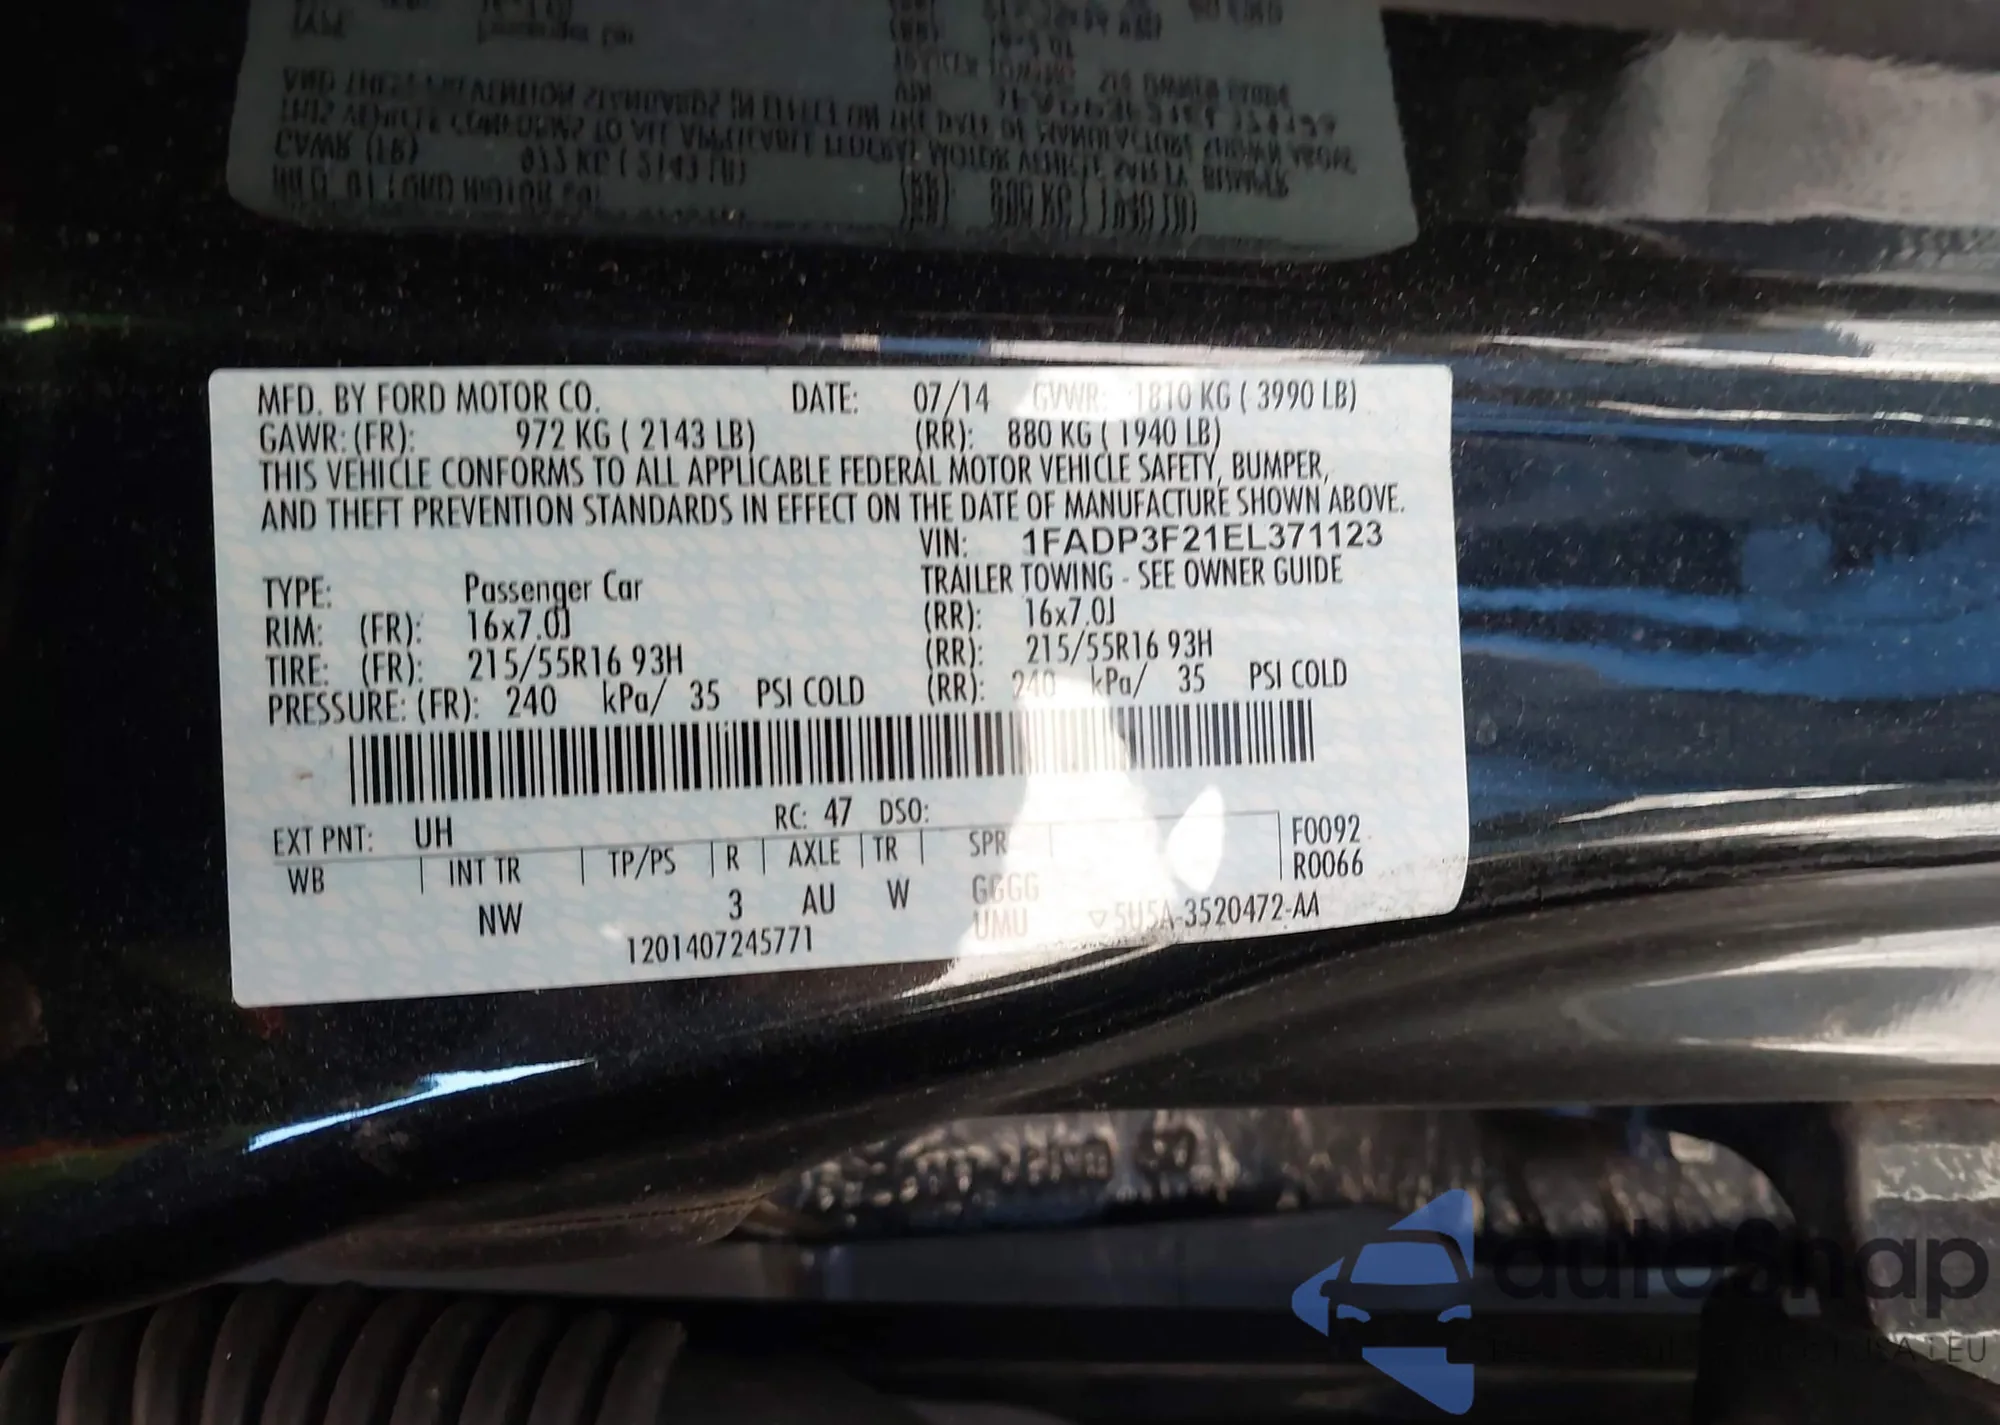 MFD. BY FORD MOTOR CO. DATE: 07/14 GVWR: 1810 KG ( 3990 LB)
GAWR: (FR): 972 KG ( 2143 LB) (RR): 880 KG ( 1940 LB)
THIS VEHICLE CONFORMS TO ALL APPLICABLE FEDERAL MOTOR VEHICLE SAFETY, BUMPER,
AND THEFT PREVENTION STANDARDS IN EFFECT ON THE DATE OF MANUFACTURE SHOWN ABOVE.
VIN: 1FADP3F21EL371123
TYPE: Passenger Car TRAILER TOWING - SEE OWNER GUIDE
RIM: (FR): 16x7.0J (RR): 16x7.0J
TIRE: (FR): 215/55R16 93H (RR): 215/55R16 93H
PRESSURE: (FR): 240 kPa/ 35 PSI COLD (RR): 240 kPa/ 35 PSI COLD
EXT PNT: UH RC: 47 DSO: F0092
WB INT TR TP/PS R AXLE TR SPR R0066
NW 3 AU W GGGG
1201407245771 UMU 5U5A-3520472-AA
autoSnap